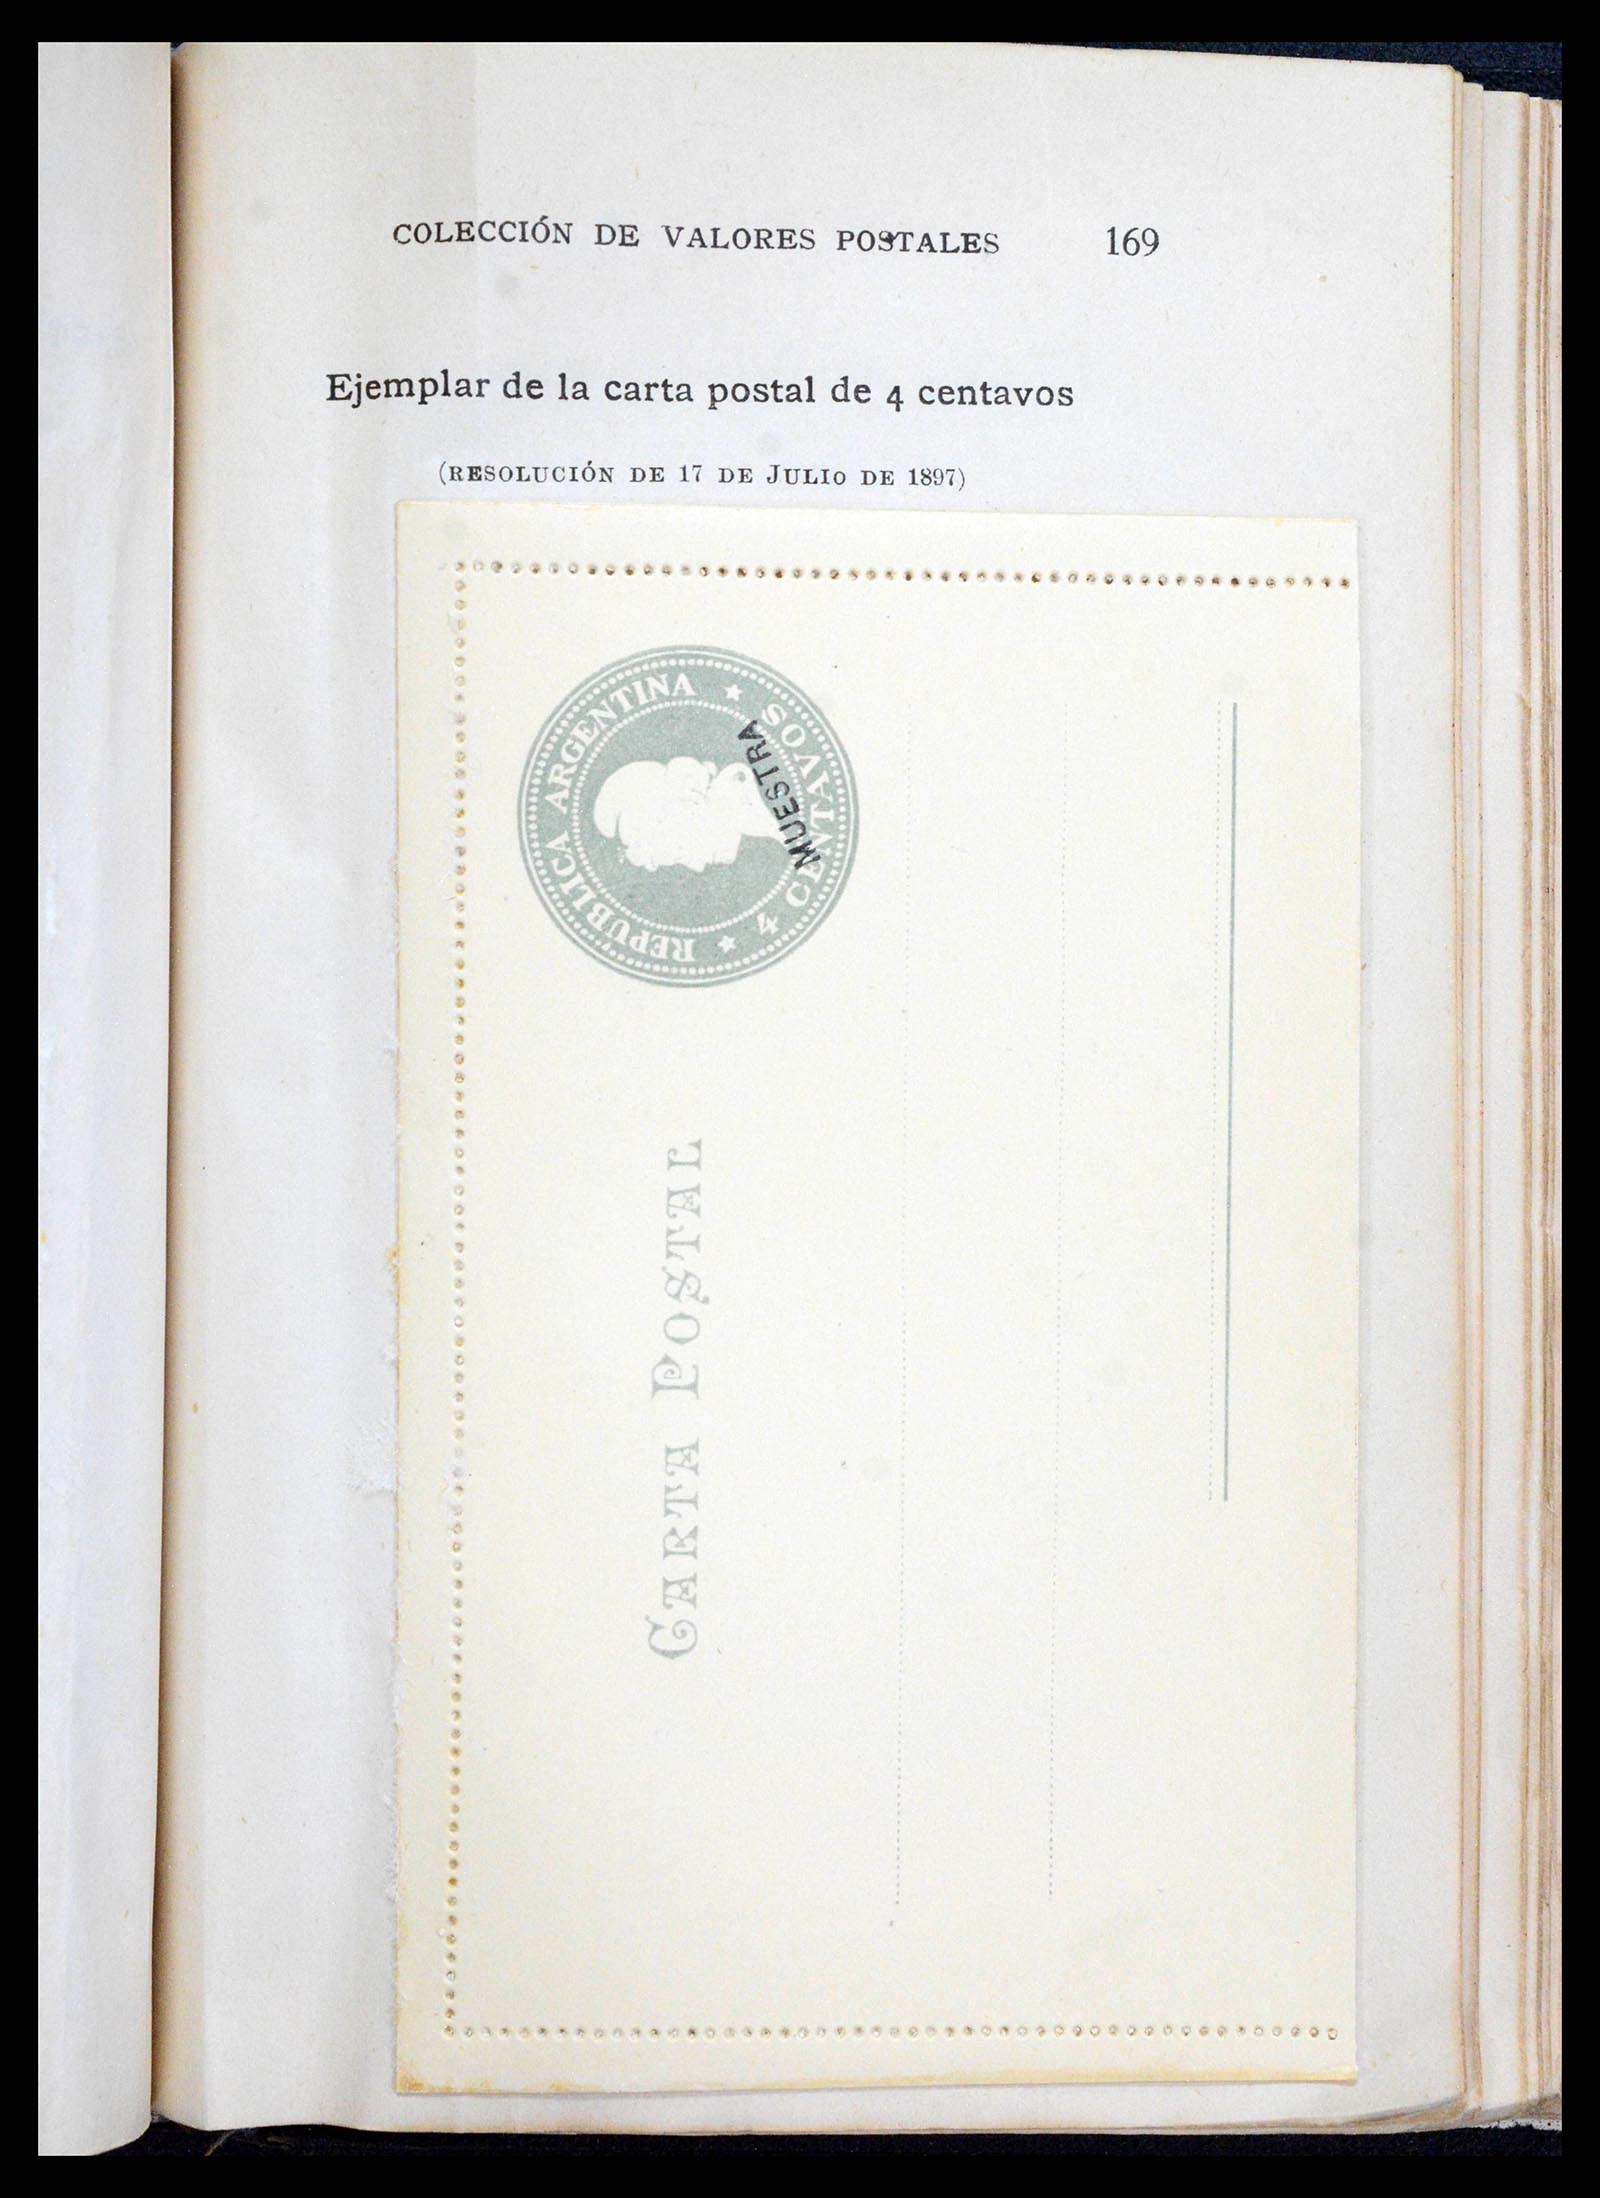 COLECCIÓN DE VALORES POSTALES 169
Ejemplar de la carta postal de 4 centavos
(RESOLUCIÓN DE 17 DE JULIO DE 1897)
REPUBLICA ARGENTINA
4 CENTAVOS
MUESTRA
CARTA POSTAL